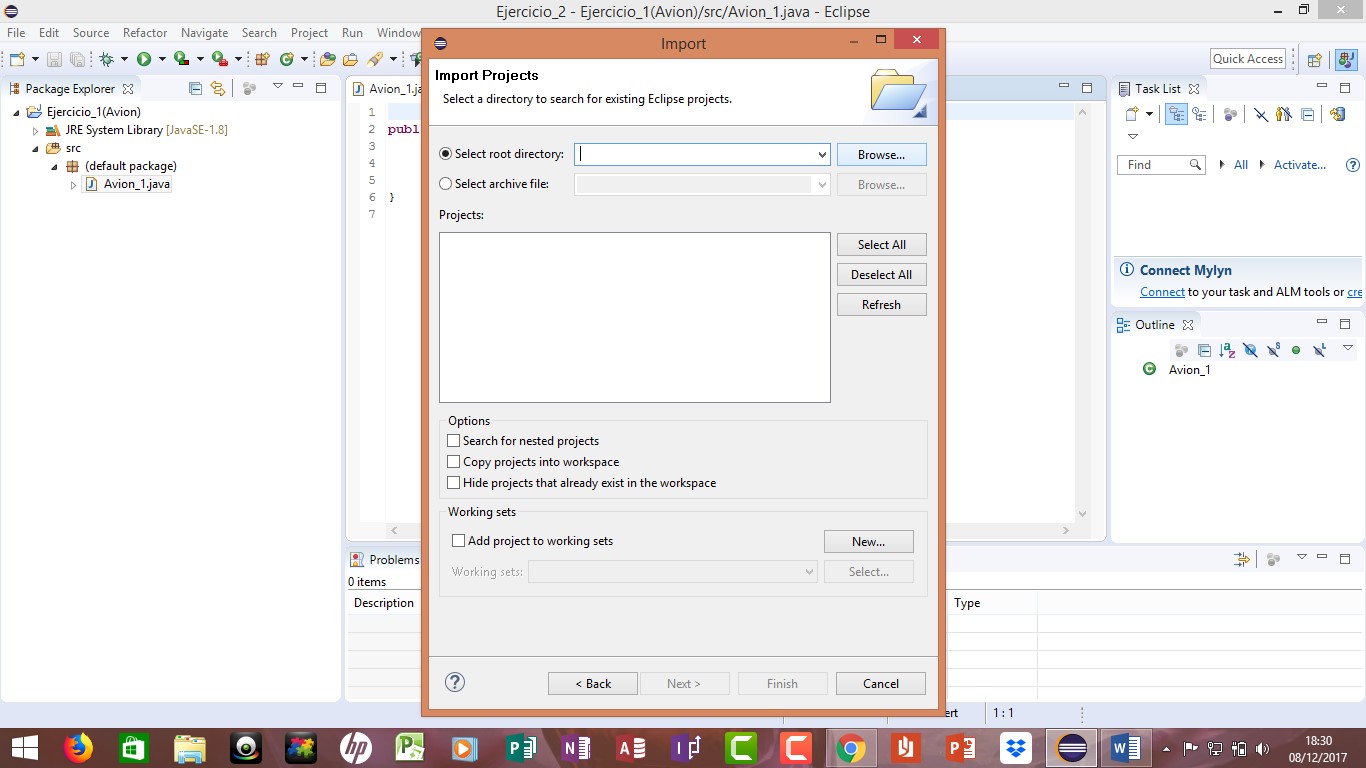 Ejercicio_2 - Ejercicio_1(Avion)/src/Avion_1.java - Eclipse
File Edit Source Refactor Navigate Search Project Run Window
Quick Access
Import
Import Projects
Select a directory to search for existing Eclipse projects.
Select root directory:
Browse...
Select archive file:
Browse...
Projects:
Select All
Deselect All
Refresh
Options
Search for nested projects
Copy projects into workspace
Hide projects that already exist in the workspace
Working sets
Add project to working sets
New...
Working sets:
Select...
< Back
Next >
Finish
Cancel
Package Explorer
Ejercicio_1(Avion)
JRE System Library [JavaSE-1.8]
src
(default package)
Avion_1.java
Avion_1.ja
1
2 publ
3
4
5
6 }
7
Task List
Find
All
Activate...
Connect Mylyn
Connect to your task and ALM tools or cre
Outline
Avion_1
Problems
0 items
Description
Type
ert
1 : 1
18:30
08/12/2017